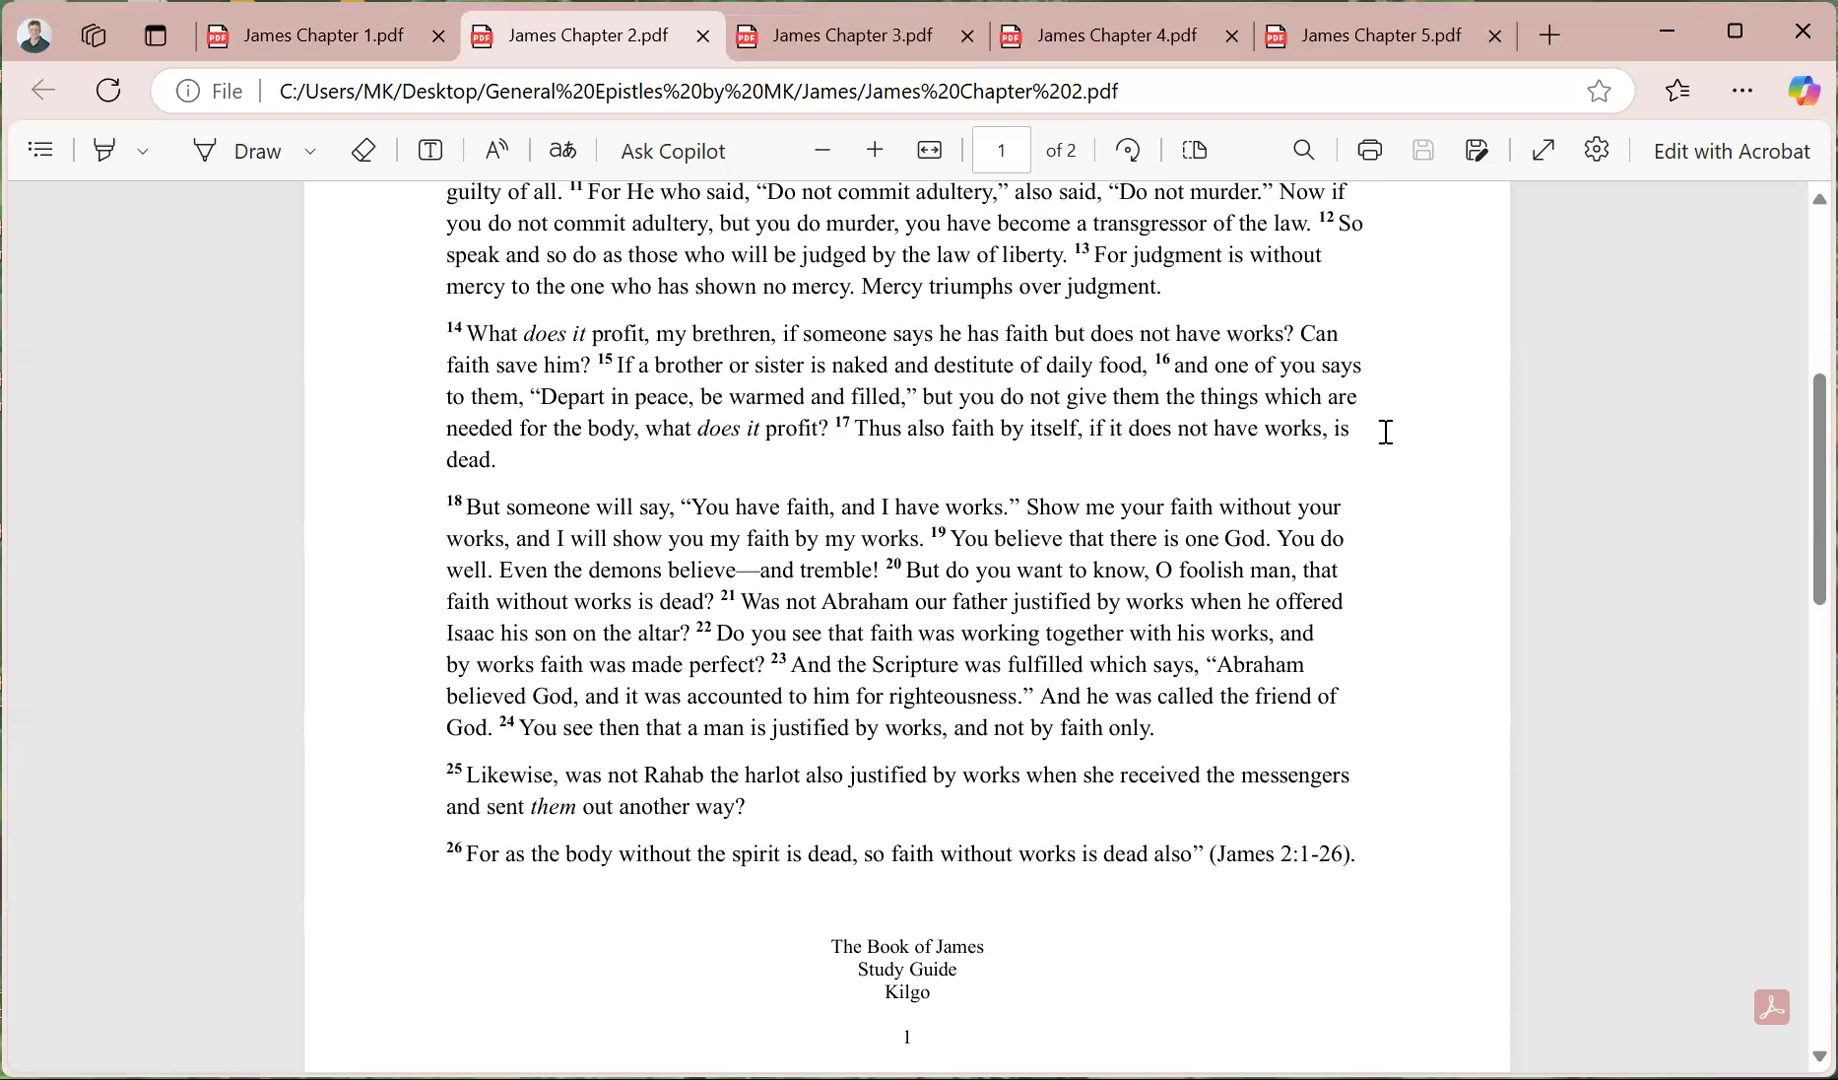 James Chapter 1.pdf
James Chapter 2.pdf
James Chapter 3.pdf
James Chapter 4.pdf
James Chapter 5.pdf
File
C:/Users/MK/Desktop/General%20Epistles%20by%20MK/James/James%20Chapter%202.pdf
Draw
T
A
aあ
Ask Copilot
1
of 2
Edit with Acrobat
guilty of all. 11 For He who said, “Do not commit adultery,” also said, “Do not murder.” Now if
you do not commit adultery, but you do murder, you have become a transgressor of the law. 12 So
speak and so do as those who will be judged by the law of liberty. 13 For judgment is without
mercy to the one who has shown no mercy. Mercy triumphs over judgment.
14 What does it profit, my brethren, if someone says he has faith but does not have works? Can
faith save him? 15 If a brother or sister is naked and destitute of daily food, 16 and one of you says
to them, “Depart in peace, be warmed and filled,” but you do not give them the things which are
needed for the body, what does it profit? 17 Thus also faith by itself, if it does not have works, is
dead.
18 But someone will say, “You have faith, and I have works.” Show me your faith without your
works, and I will show you my faith by my works. 19 You believe that there is one God. You do
well. Even the demons believe—and tremble! 20 But do you want to know, O foolish man, that
faith without works is dead? 21 Was not Abraham our father justified by works when he offered
Isaac his son on the altar? 22 Do you see that faith was working together with his works, and
by works faith was made perfect? 23 And the Scripture was fulfilled which says, “Abraham
believed God, and it was accounted to him for righteousness.” And he was called the friend of
God. 24 You see then that a man is justified by works, and not by faith only.
25 Likewise, was not Rahab the harlot also justified by works when she received the messengers
and sent them out another way?
26 For as the body without the spirit is dead, so faith without works is dead also” (James 2:1-26).
The Book of James
Study Guide
Kilgo
1